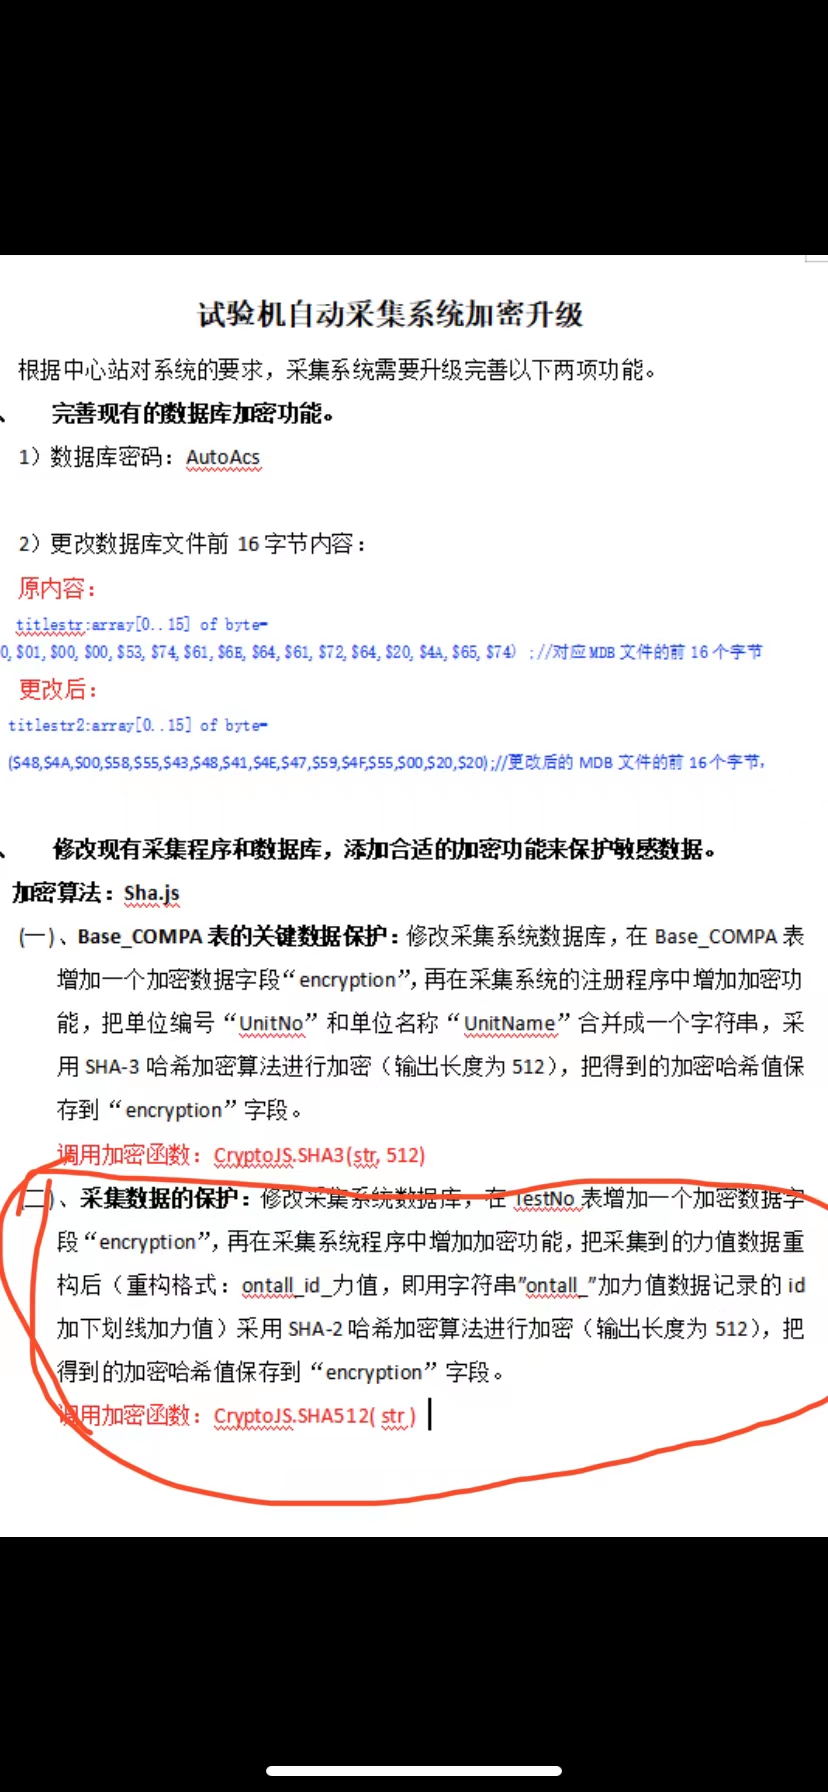 试验机自动采集系统加密升级
根据中心站对系统的要求，采集系统需要升级完善以下两项功能。
、 完善现有的数据库加密功能。
1）数据库密码：AutoAcs
2）更改数据库文件前 16 字节内容：
原内容：
titlestr:array[0..15] of byte=
0, $01, $00, $00, $53, $74, $61, $6E, $64, $61, $72, $64, $20, $4A, $65, $74) ;//对应MDB 文件的前 16 个字节
更改后：
titlestr2:array[0..15] of byte=
($48,$4A,$00,$58,$55,$43,$48,$41,$4E,$47,$59,$4F,$55,$00,$20,$20);//更改后的 MDB 文件的前 16个字节，
、 修改现有采集程序和数据库，添加合适的加密功能来保护敏感数据。
加密算法：Sha.js
(一)、Base_COMPA 表的关键数据保护：修改采集系统数据库，在 Base_COMPA 表
增加一个加密数据字段“encryption”，再在采集系统的注册程序中增加加密功
能，把单位编号“UnitNo”和单位名称“UnitName”合并成一个字符串，采
用 SHA-3 哈希加密算法进行加密（输出长度为 512），把得到的加密哈希值保
存到“encryption”字段。
调用加密函数：CryptoJS.SHA3(str, 512)
(二)、采集数据的保护：修改采集系统数据库，在 TestNo 表增加一个加密数据字
段“encryption”，再在采集系统程序中增加加密功能，把采集到的力值数据重
构后（重构格式：ontall_id_力值，即用字符串”ontall_”加力值数据记录的 id
加下划线加力值）采用 SHA-2 哈希加密算法进行加密（输出长度为 512），把
得到的加密哈希值保存到“encryption”字段。
调用加密函数：CryptoJS.SHA512( str )